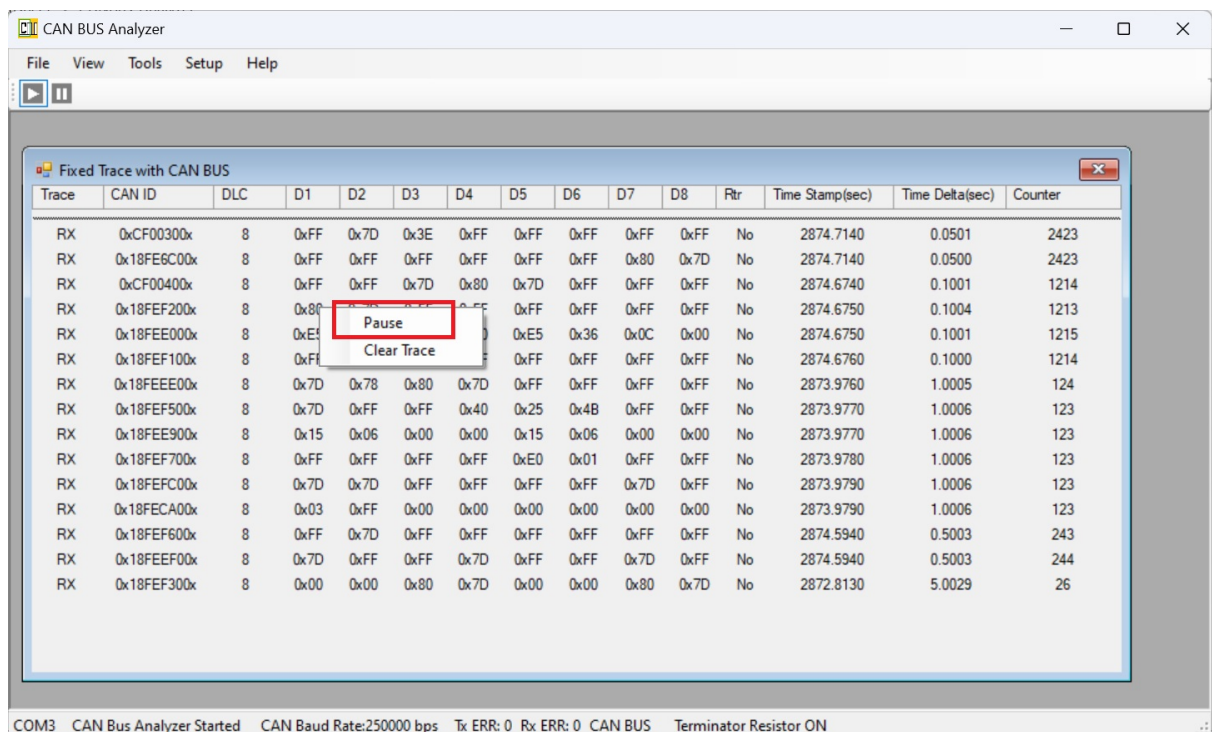 CAN BUS Analyzer
File View Tools Setup Help
Fixed Trace with CAN BUS
Trace CAN ID DLC D1 D2 D3 D4 D5 D6 D7 D8 Rtr Time Stamp(sec) Time Delta(sec) Counter
RX 0xCF00300x 8 0xFF 0x7D 0x3E 0xFF 0xFF 0xFF 0xFF 0xFF No 2874.7140 0.0501 2423
RX 0x18FE6C00x 8 0xFF 0xFF 0xFF 0xFF 0xFF 0xFF 0x80 0x7D No 2874.7140 0.0500 2423
RX 0xCF00400x 8 0xFF 0xFF 0x7D 0x80 0x7D 0xFF 0xFF 0xFF No 2874.6740 0.1001 1214
RX 0x18FEF200x 8 0x80 0xFF 0xFF 0xFF 0xFF No 2874.6750 0.1004 1213
Pause
RX 0x18FEE000x 8 0xE5 0xE5 0x36 0x0C 0x00 No 2874.6750 0.1001 1215
Clear Trace
RX 0x18FEF100x 8 0xFF 0xFF 0xFF 0xFF No 2874.6760 0.1000 1214
RX 0x18FEEE00x 8 0x7D 0x78 0x80 0x7D 0xFF 0xFF 0xFF 0xFF No 2873.9760 1.0005 124
RX 0x18FEF500x 8 0x7D 0xFF 0xFF 0x40 0x25 0x4B 0xFF 0xFF No 2873.9770 1.0006 123
RX 0x18FEE900x 8 0x15 0x06 0x00 0x00 0x15 0x06 0x00 0x00 No 2873.9770 1.0006 123
RX 0x18FEF700x 8 0xFF 0xFF 0xFF 0xFF 0xE0 0x01 0xFF 0xFF No 2873.9780 1.0006 123
RX 0x18FEFC00x 8 0x7D 0x7D 0xFF 0xFF 0xFF 0xFF 0x7D 0xFF No 2873.9790 1.0006 123
RX 0x18FECA00x 8 0x03 0xFF 0x00 0x00 0x00 0x00 0x00 0x00 No 2873.9790 1.0006 123
RX 0x18FEF600x 8 0xFF 0x7D 0xFF 0xFF 0xFF 0xFF 0xFF 0xFF No 2874.5940 0.5003 243
RX 0x18FEEF00x 8 0x7D 0xFF 0xFF 0x7D 0xFF 0xFF 0x7D 0xFF No 2874.5940 0.5003 244
RX 0x18FEF300x 8 0x00 0x00 0x80 0x7D 0x00 0x00 0x80 0x7D No 2872.8130 5.0029 26
COM3 CAN Bus Analyzer Started CAN Baud Rate:250000 bps Tx ERR: 0 Rx ERR: 0 CAN BUS Terminator Resistor ON